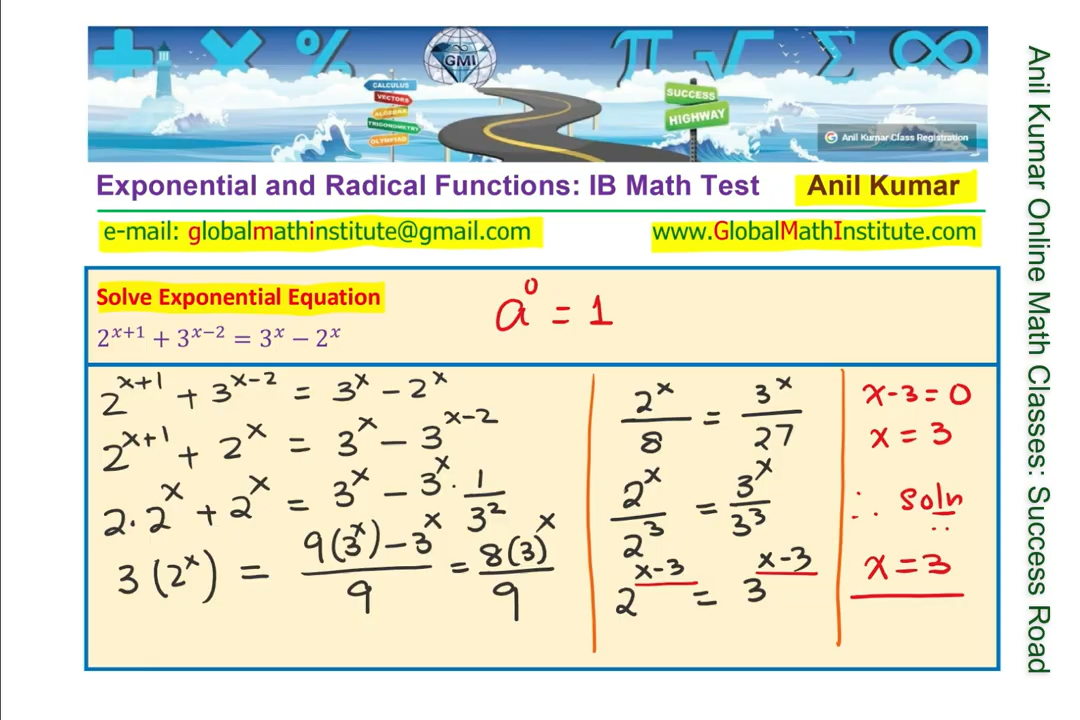 + × % GMI π √ Σ ∞
CALCULUS
VECTORS
ALGEBRA
TRIGONOMETRY
OLYMPIAD
SUCCESS
HIGHWAY
G Anil Kumar Class Registration
Exponential and Radical Functions: IB Math Test Anil Kumar
e-mail: globalmathinstitute@gmail.com www.GlobalMathInstitute.com
Solve Exponential Equation
2^{x+1} + 3^{x−2} = 3^x − 2^x
a^0 = 1
2^{x+1} + 3^{x-2} = 3^x - 2^x
2^{x+1} + 2^x = 3^x - 3^{x-2}
2·2^x + 2^x = 3^x - 3^x · 1/3^2
3(2^x) = (9(3^x) - 3^x)/9 = 8(3)^x/9
2^x/8 = 3^x/27
2^x/2^3 = 3^x/3^3
2^{x-3} = 3^{x-3}
x-3=0
x=3
∴ Soln
x=3
Anil Kumar Online Math Classes: Success Road